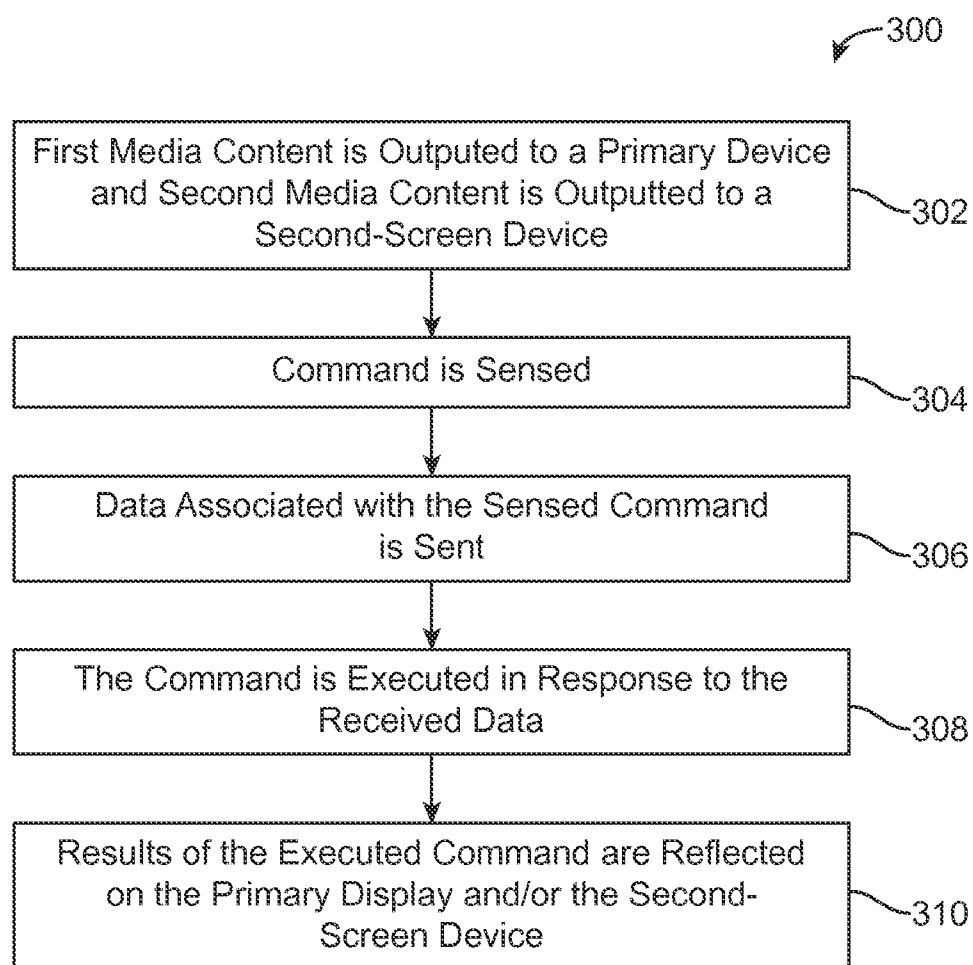 300
First Media Content is Outputed to a Primary Device
and Second Media Content is Outputted to a
Second-Screen Device
302
Command is Sensed
304
Data Associated with the Sensed Command
is Sent
306
The Command is Executed in Response to the
Received Data
308
Results of the Executed Command are Reflected
on the Primary Display and/or the Second-
Screen Device
310